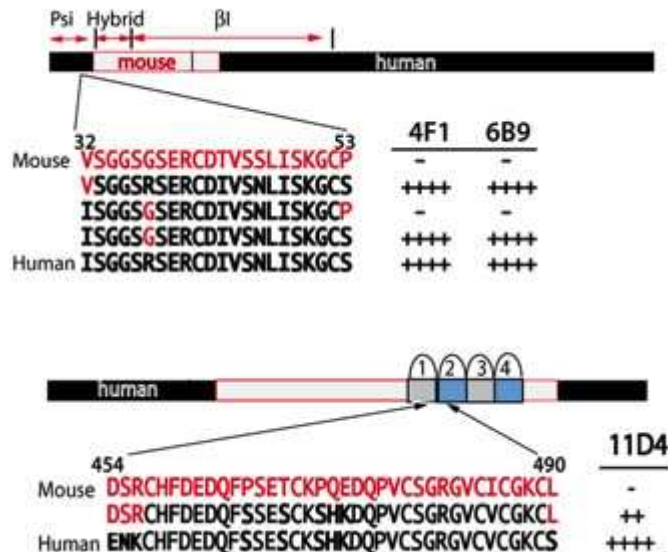 Psi Hybrid βI
mouse human
32 53 4F1 6B9
Mouse VSGGSGSERCDTVSSLISKGCP - -
VSGGSRSERCDIVSNLISKGCS ++++ ++++
ISGGSGSERCDIVSNLISKGCP - -
ISGGSGSERCDIVSNLISKGCS ++++ ++++
Human ISGGSRSERCDIVSNLISKGCS ++++ ++++
1 2 3 4
human
454 490 11D4
Mouse DSRCHFDEDQFPSETCKPQEDQPVCSGRGVCICGKCL -
DSRCHFDEDQFSSESCKSHKDQPVCSGRGVCVCGKCL ++
Human ENKCHFDEDQFSSESCKSHKDQPVCSGRGVCVCGKCS ++++